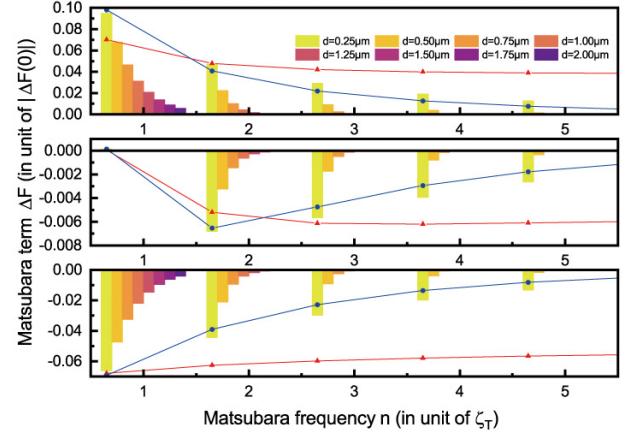 0.10
0.08
0.06
0.04
0.02
0.00
d=0.25μm d=0.50μm d=0.75μm d=1.00μm
d=1.25μm d=1.50μm d=1.75μm d=2.00μm
1 2 3 4 5
0.000
-0.002
-0.004
-0.006
-0.008
1 2 3 4 5
0.00
-0.02
-0.04
-0.06
1 2 3 4 5
Matsubara term ΔF (in unit of |ΔF(0)|)
Matsubara frequency n (in unit of ζT)